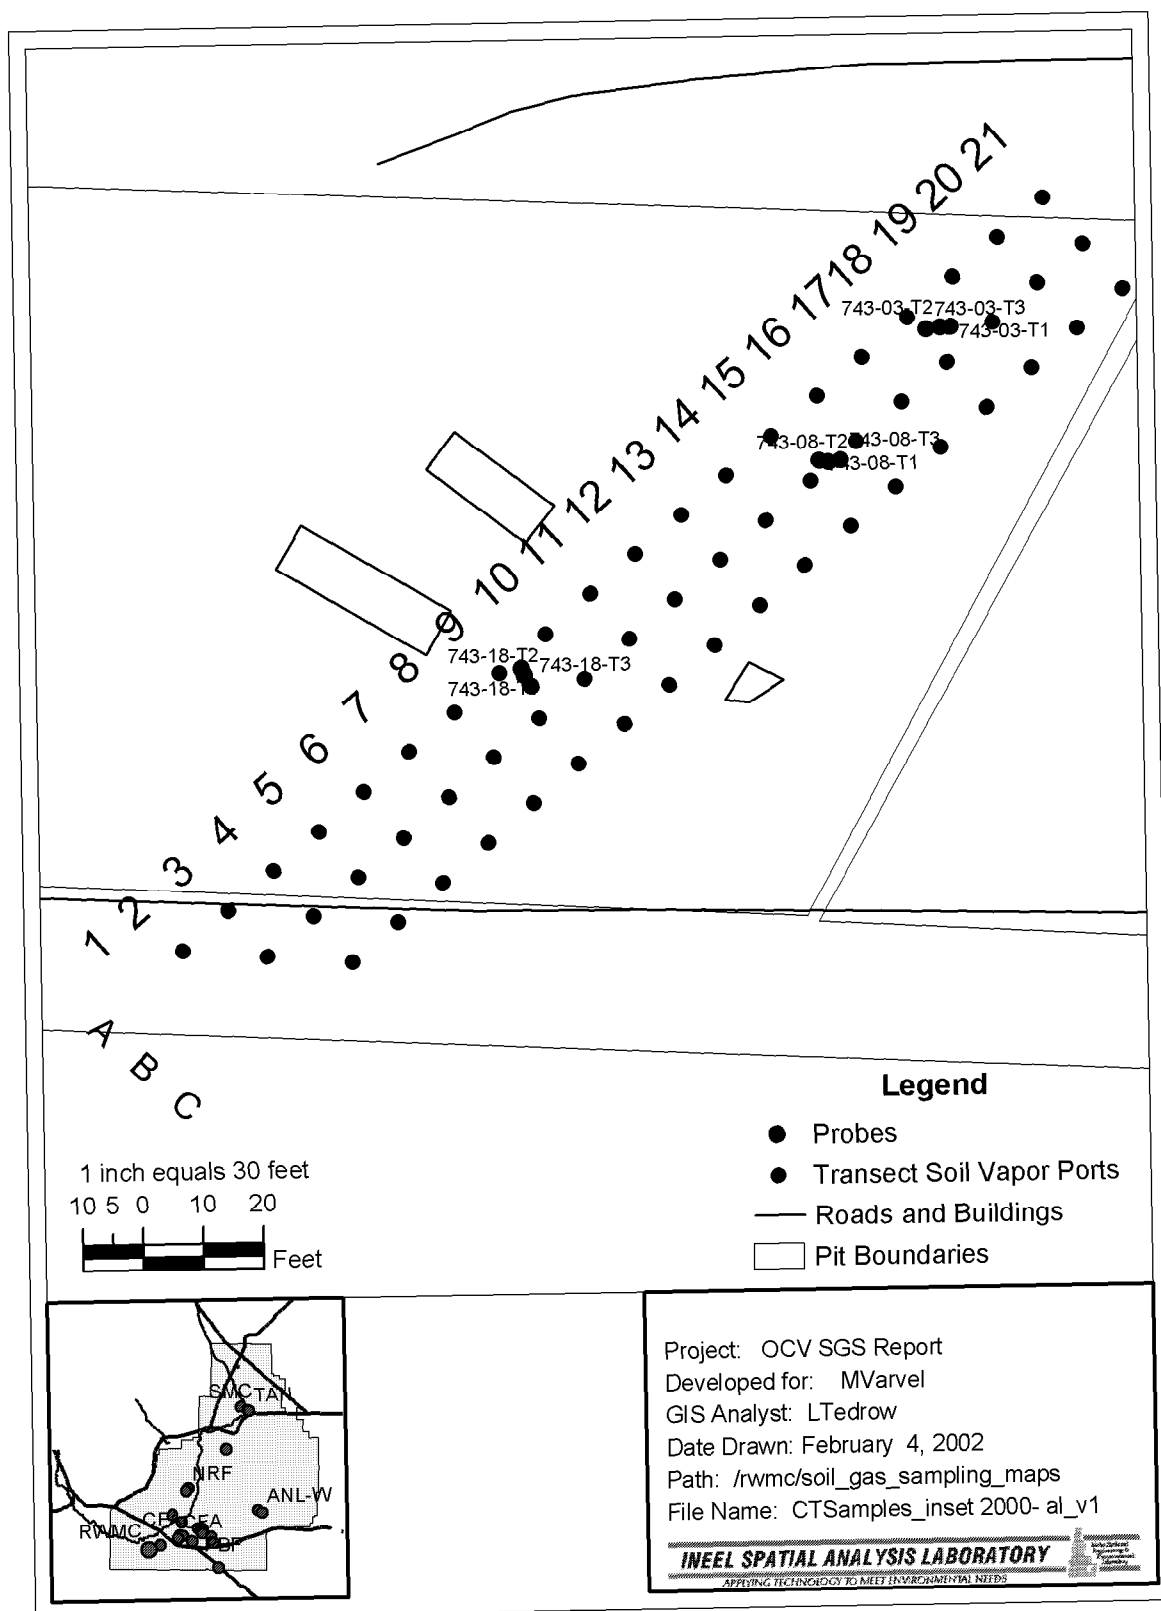 21
20
19
18
17
16
15
14
13
12
11
10
9
8
7
6
5
4
3
2
1
743-03-T2 743-03-T3
743-03-T1
743-08-T2 743-08-T3
743-08-T1
743-18-T2
743-18-T3
743-18-T
A
B
C
Legend
Probes
Transect Soil Vapor Ports
Roads and Buildings
Pit Boundaries
1 inch equals 30 feet
10 5 0 10 20
Feet
SMC TAN
NRF
ANL-W
CFA
RWMC
Project: OCV SGS Report
Developed for: MVarvel
GIS Analyst: LTedrow
Date Drawn: February 4, 2002
Path: /rwmc/soil_gas_sampling_maps
File Name: CTSamples_inset 2000- al_v1
INEEL SPATIAL ANALYSIS LABORATORY
APPLYING TECHNOLOGY TO MEET ENVIRONMENTAL NEEDS